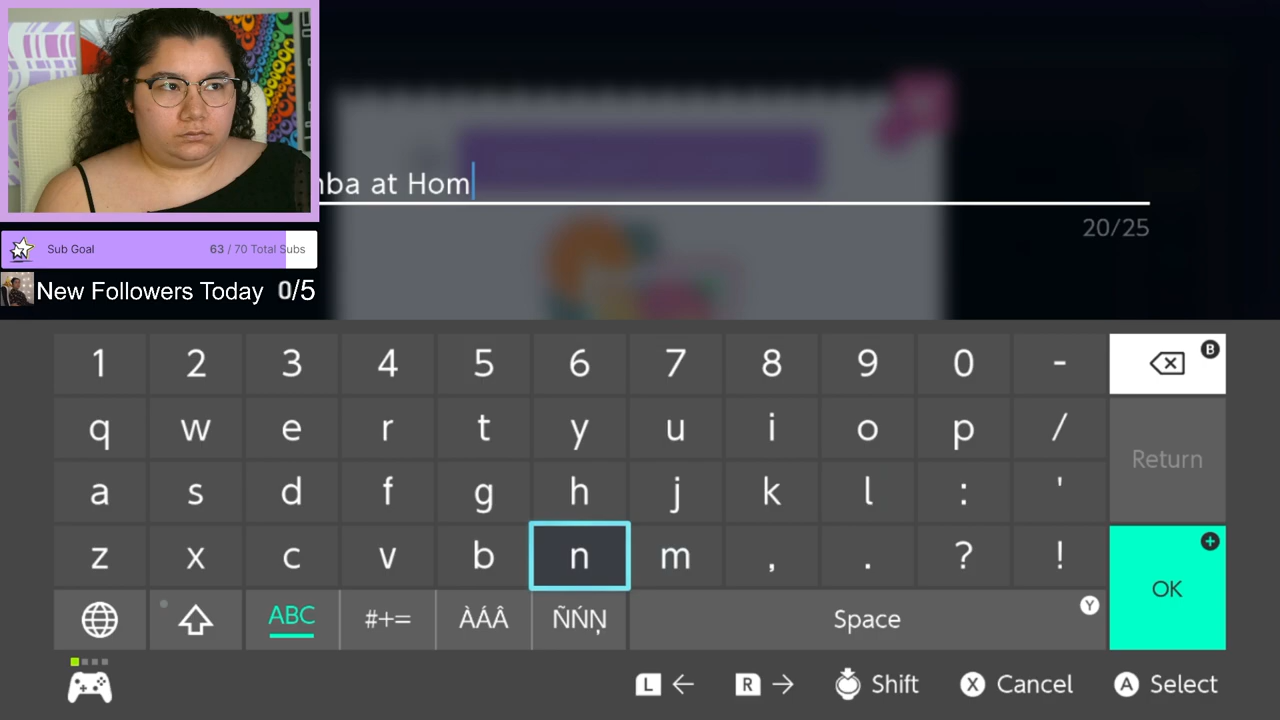 ba at Hom
20/25
Sub Goal 63 / 70 Total Subs
New Followers Today 0/5
1 2 3 4 5 6 7 8 9 0 - B
q w e r t y u i o p / Return
a s d f g h j k l : '
z x c v b n m , . ? ! +
ABC #+= ÀÁÂ ÑŃŅ Space Y OK
L ← R → Shift X Cancel A Select